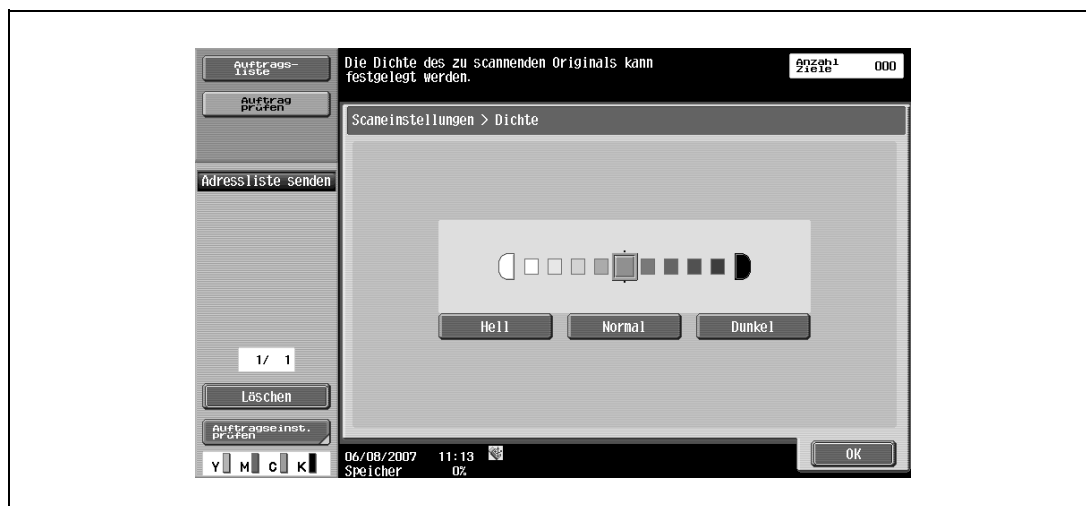 Auftrags-
liste
Auftrag
prüfen
Adressliste senden
1/ 1
Löschen
Auftragseinst.
prüfen
Y M C K
Die Dichte des zu scannenden Originals kann
festgelegt werden.
Anzahl
Ziele 000
Scaneinstellungen > Dichte
Hell Normal Dunkel
OK
06/08/2007 11:13
Speicher 0%